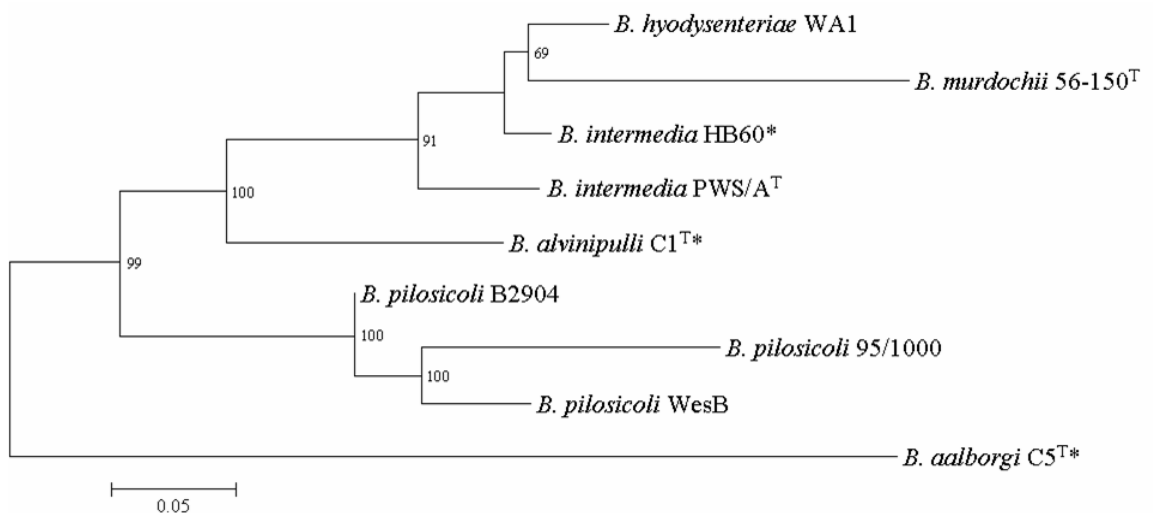 B. hyodysenteriae WA1
69
B. murdochii 56-150ᵀ
B. intermedia HB60*
91
B. intermedia PWS/Aᵀ
100
B. alvinipulli C1ᵀ*
99
B. pilosicoli B2904
100
B. pilosicoli 95/1000
100
B. pilosicoli WesB
B. aalborgi C5ᵀ*
0.05